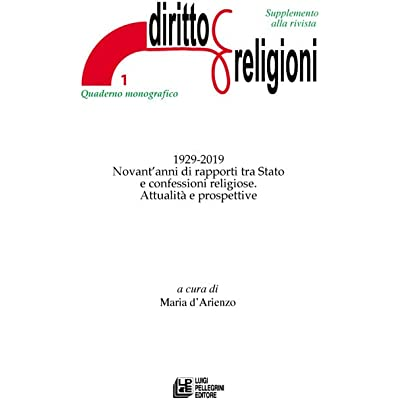 diritto
&
religioni
Supplemento
alla rivista
1
Quaderno monografico
1929-2019
Novant'anni di rapporti tra Stato
e confessioni religiose.
Attualità e prospettive
a cura di
Maria d'Arienzo
LPE
LUIGI
PELLEGRINI
EDITORE